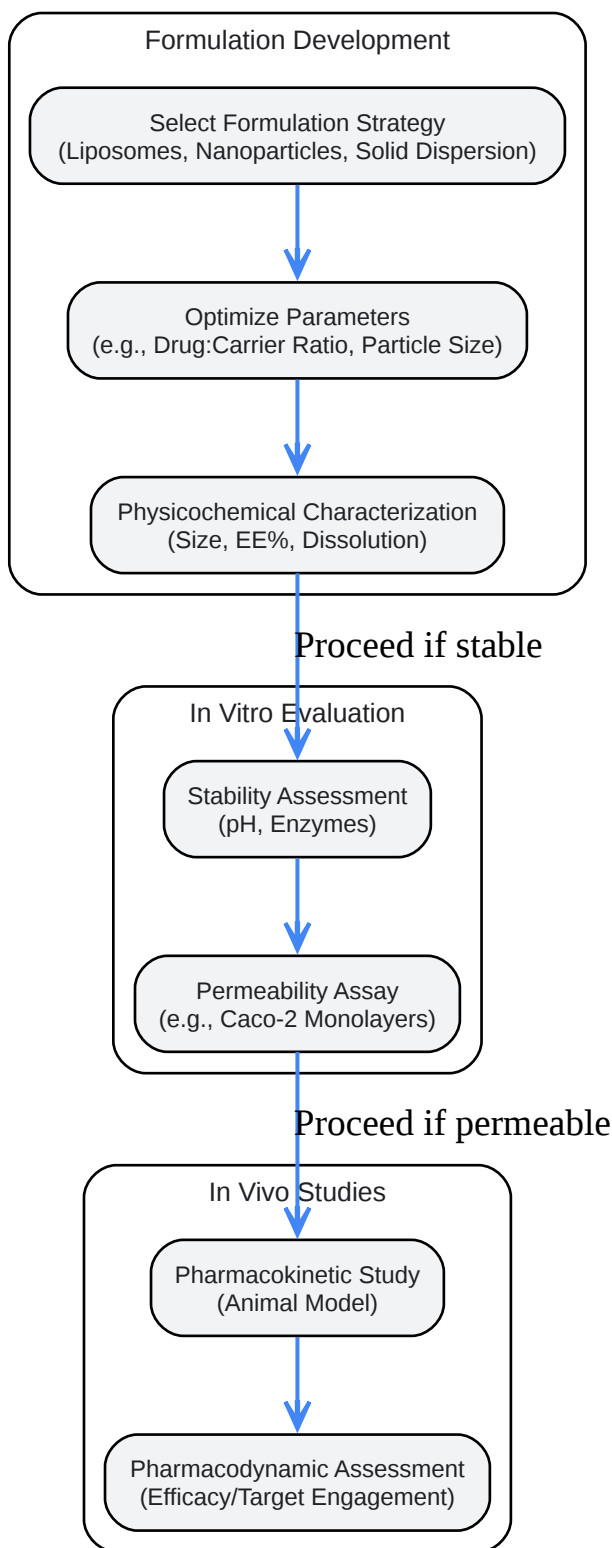 Formulation Development
Select Formulation Strategy
(Liposomes, Nanoparticles, Solid Dispersion)
Optimize Parameters
(e.g., Drug:Carrier Ratio, Particle Size)
Physicochemical Characterization
(Size, EE%, Dissolution)
Proceed if stable
In Vitro Evaluation
Stability Assessment
(pH, Enzymes)
Permeability Assay
(e.g., Caco-2 Monolayers)
Proceed if permeable
In Vivo Studies
Pharmacokinetic Study
(Animal Model)
Pharmacodynamic Assessment
(Efficacy/Target Engagement)